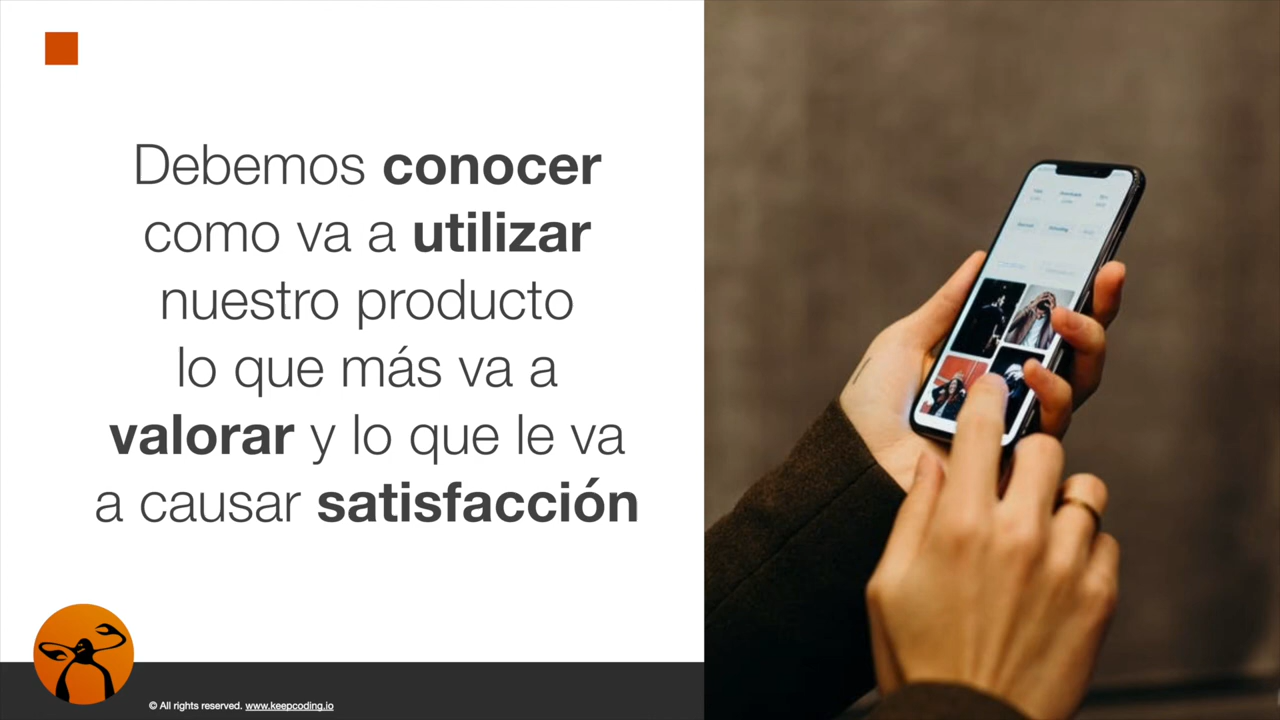 Debemos conocer
como va a utilizar
nuestro producto
lo que más va a
valorar y lo que le va
a causar satisfacción
© All rights reserved. www.keepcoding.io